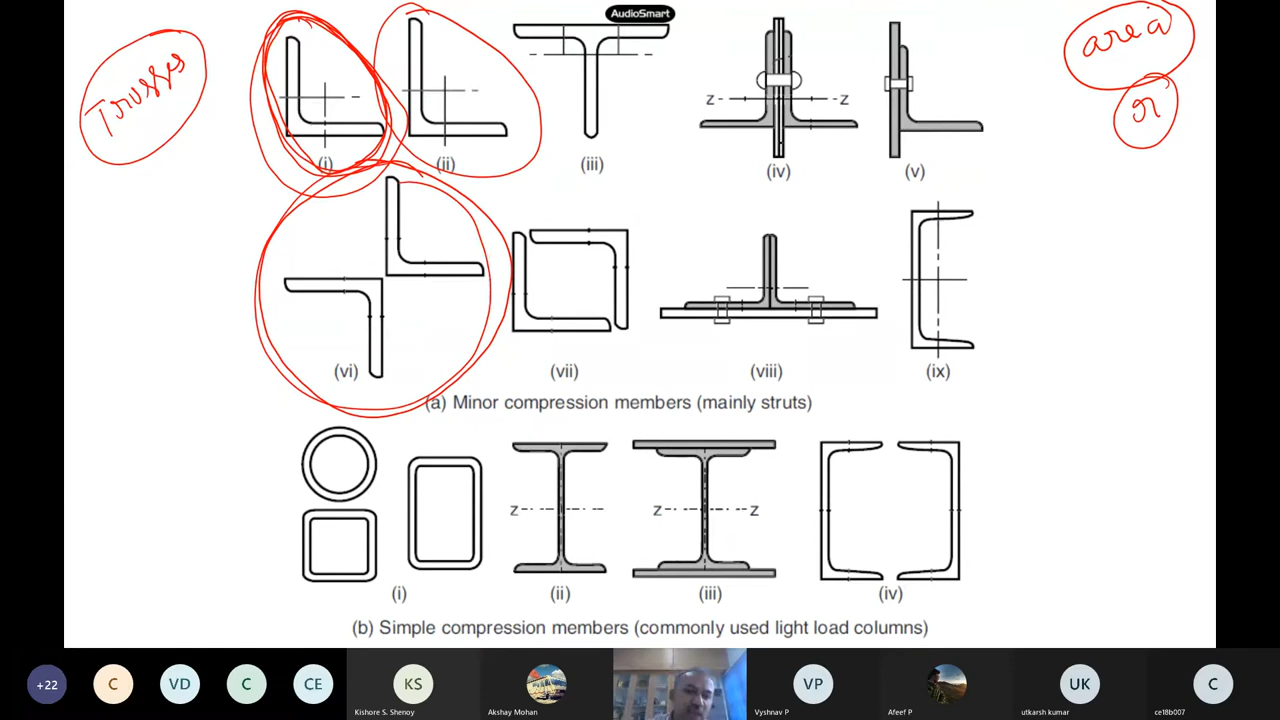 AudioSmart
Trusses
area
r
(i)
(ii)
(iii)
z
z
(iv)
(v)
(vi)
(vii)
(viii)
(ix)
(a) Minor compression members (mainly struts)
z
z
z
(i)
(ii)
(iii)
(iv)
(b) Simple compression members (commonly used light load columns)
+22
C
VD
C
CE
KS
VP
UK
C
Kishore S. Shenoy
Akshay Mohan
Vyshnav P
Afeef P
utkarsh kumar
ce18b007